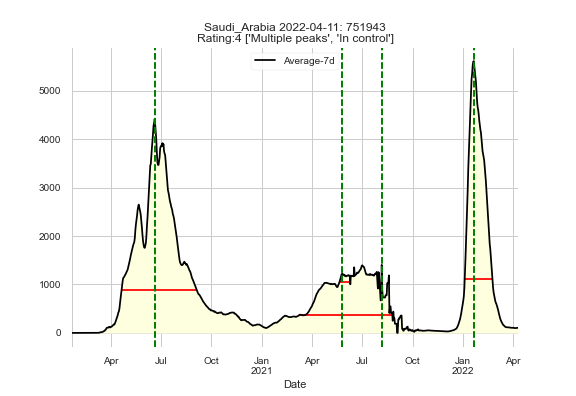 Saudi_Arabia 2022-04-11: 751943
Rating:4 ['Multiple peaks', 'In control']
Average-7d
5000
4000
3000
2000
1000
0
Apr Jul Oct Jan Apr Jul Oct Jan Apr
2021 2022
Date